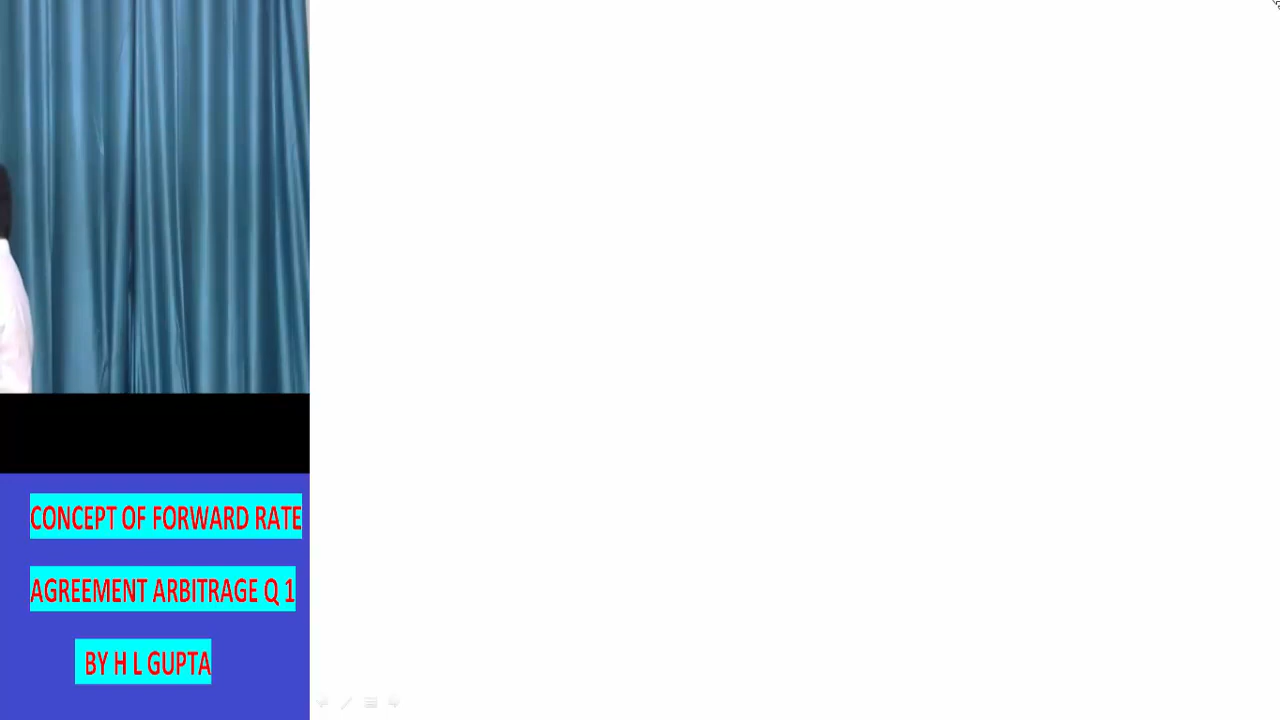 CONCEPT OF FORWARD RATE
AGREEMENT ARBITRAGE Q 1
BY H L GUPTA